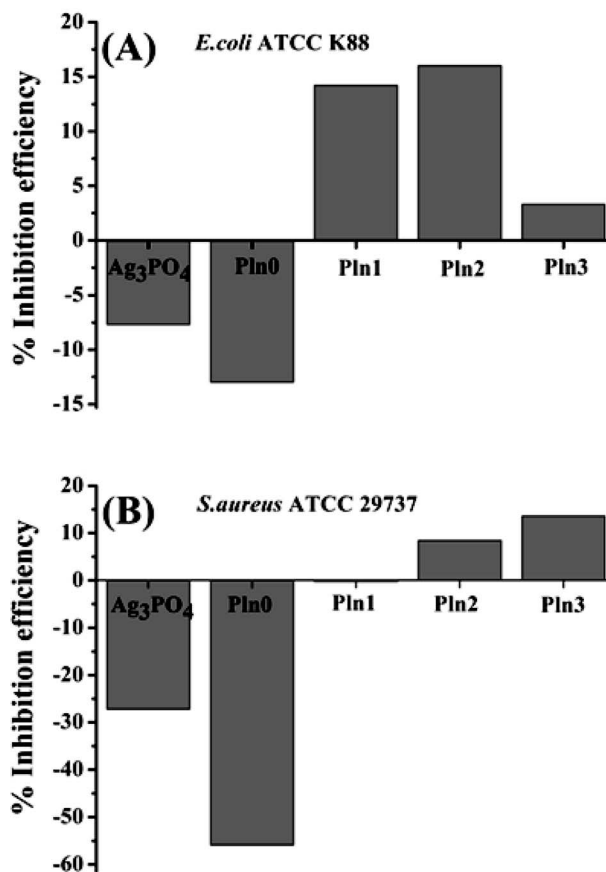 20
(A) E.coli ATCC K88
15
10
5
0
-5
-10
-15
% Inhibition efficiency
Ag₃PO₄ Pln0 Pln1 Pln2 Pln3
20
(B) S.aureus ATCC 29737
10
0
-10
-20
-30
-40
-50
-60
% Inhibition efficiency
Ag₃PO₄ Pln0 Pln1 Pln2 Pln3